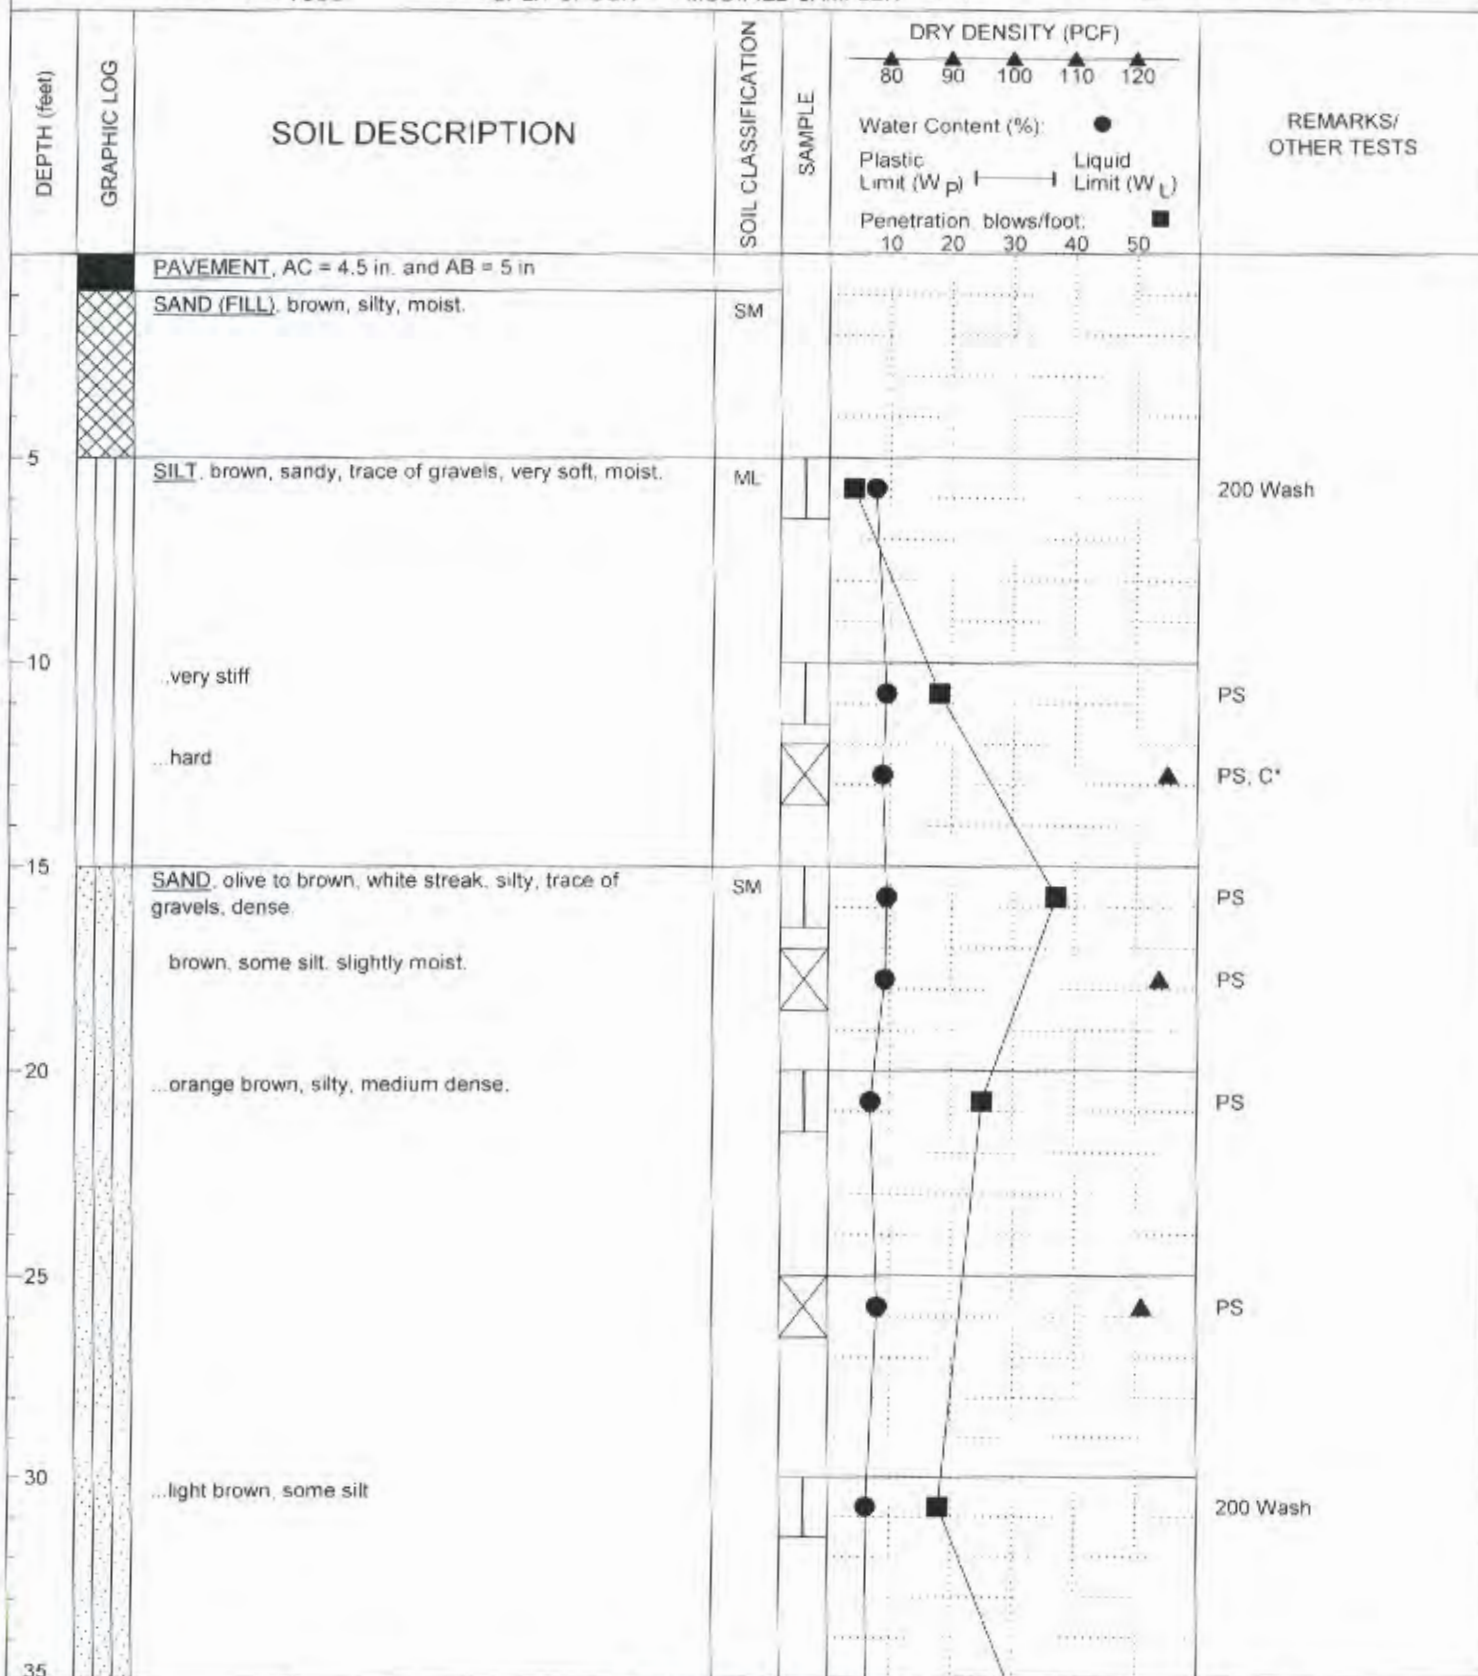 DEPTH (feet)
GRAPHIC LOG
SOIL DESCRIPTION
SOIL CLASSIFICATION
SAMPLE
DRY DENSITY (PCF)
80 90 100 110 120
Water Content (%):
Plastic Limit (W P)
Liquid Limit (W L)
Penetration blows/foot:
10 20 30 40 50
REMARKS/
OTHER TESTS
PAVEMENT, AC = 4.5 in. and AB = 5 in
SAND (FILL), brown, silty, moist.
SM
5
SILT, brown, sandy, trace of gravels, very soft, moist.
ML
200 Wash
10
...very stiff
PS
...hard
PS, C*
15
SAND, olive to brown, white streak, silty, trace of
gravels, dense
SM
PS
brown, some silt, slightly moist.
PS
20
...orange brown, silty, medium dense.
PS
25
PS
30
...light brown, some silt
200 Wash
35